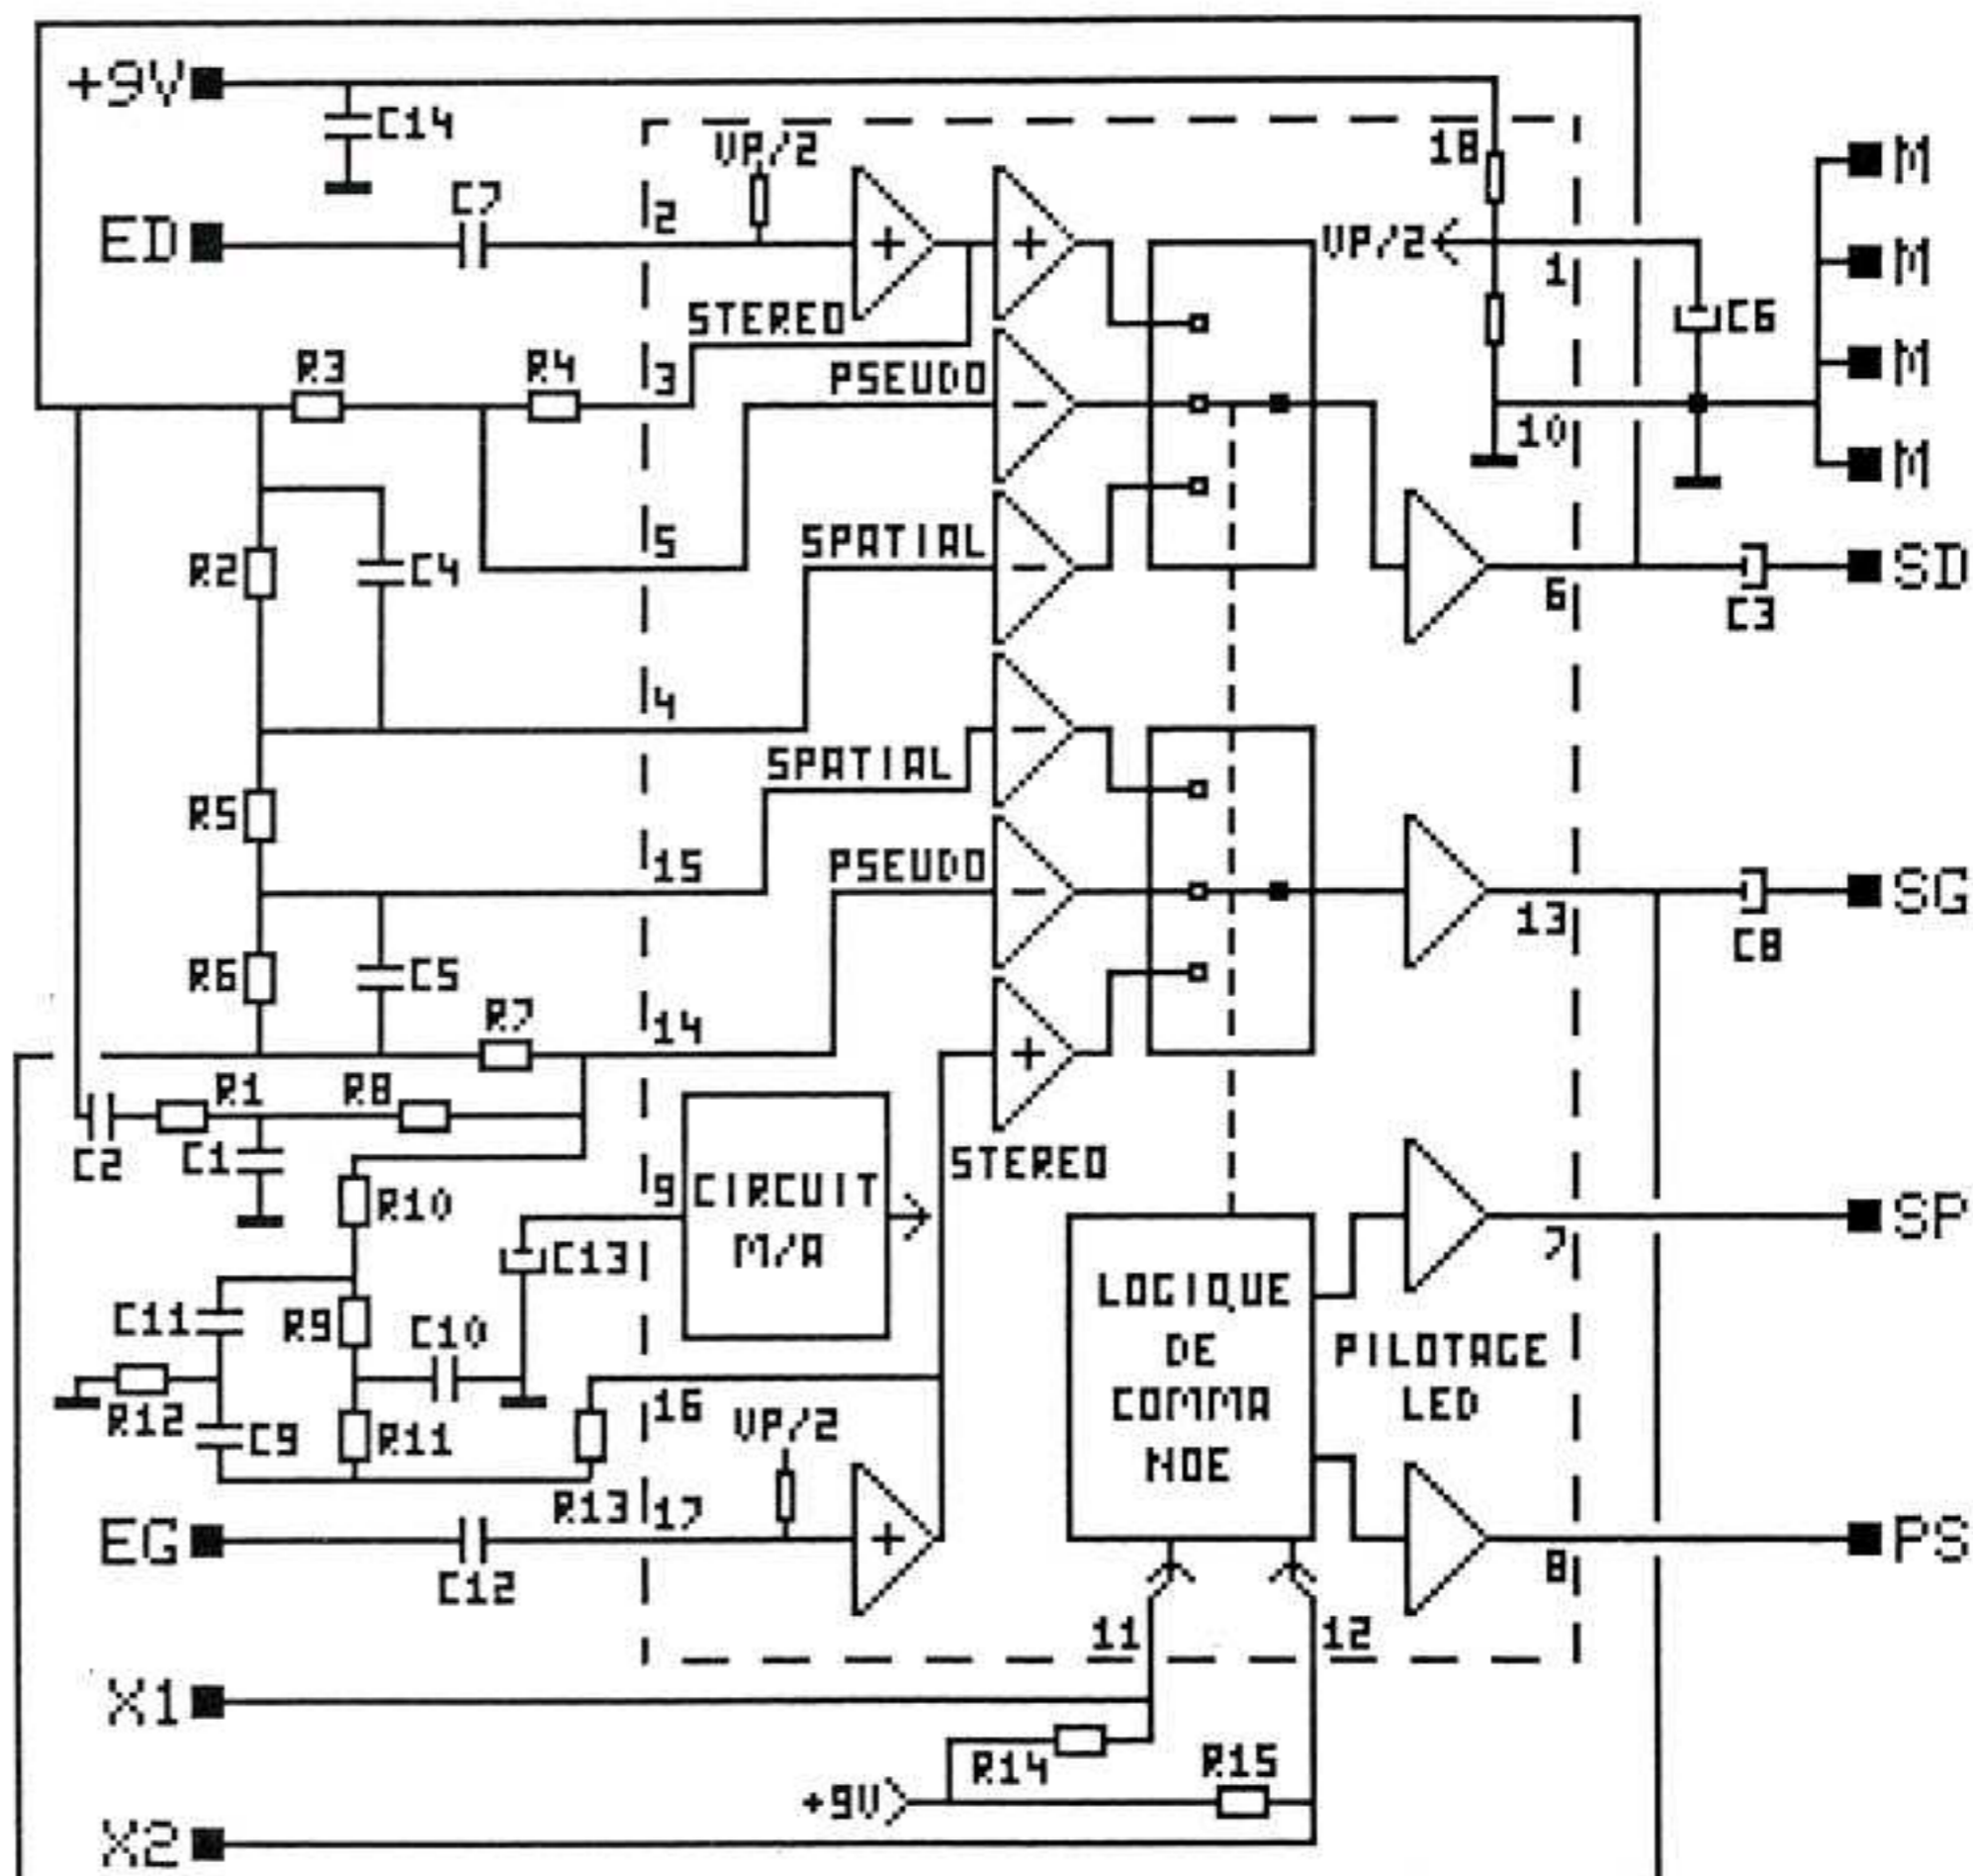 +9V
C14
VP/2
18
M
C7
2
ED
+
+
VP/2
1
M
STEREO
C6
R3
R4
3
PSEUDO
M
-
10
M
R2
C4
5
SPATIAL
-
6
SD
C3
4
SPATIAL
-
R5
15
PSEUDO
-
13
SG
C8
R6
C5
R7
14
+
R1
R8
C2
C1
STEREO
R10
9
CIRCUIT
M/A
7
SP
C13
LOGIQUE
DE
COMMA
NDE
C11
R9
C10
PILOTAGE
LED
R12
C9
R11
16
VP/2
R13
17
EG
+
8
PS
C12
11
12
X1
R14
R15
+9V
X2